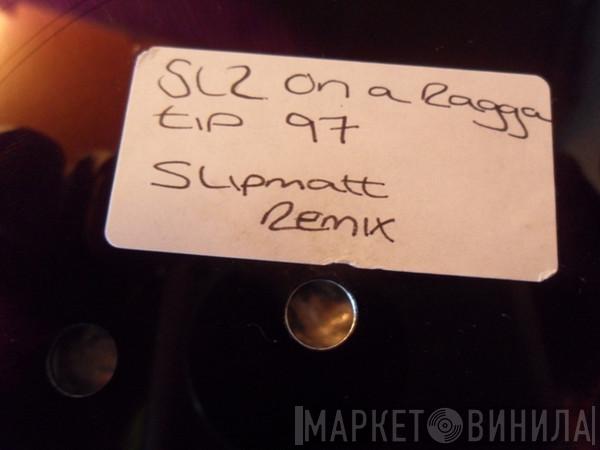 SL2 On a Ragga
tip 97
Slipmatt
Remix
МАРКЕТ ВИНИЛА